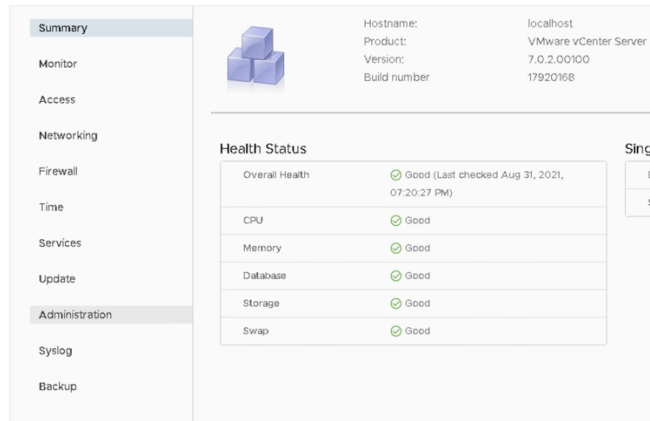 Summary
Monitor
Access
Networking
Firewall
Time
Services
Update
Administration
Syslog
Backup
Hostname: localhost
Product: VMware vCenter Server
Version: 7.0.2.00100
Build number 17920168
Health Status
Overall Health Good (Last checked Aug 31, 2021,
07:20:27 PM)
CPU Good
Memory Good
Database Good
Storage Good
Swap Good
Sing